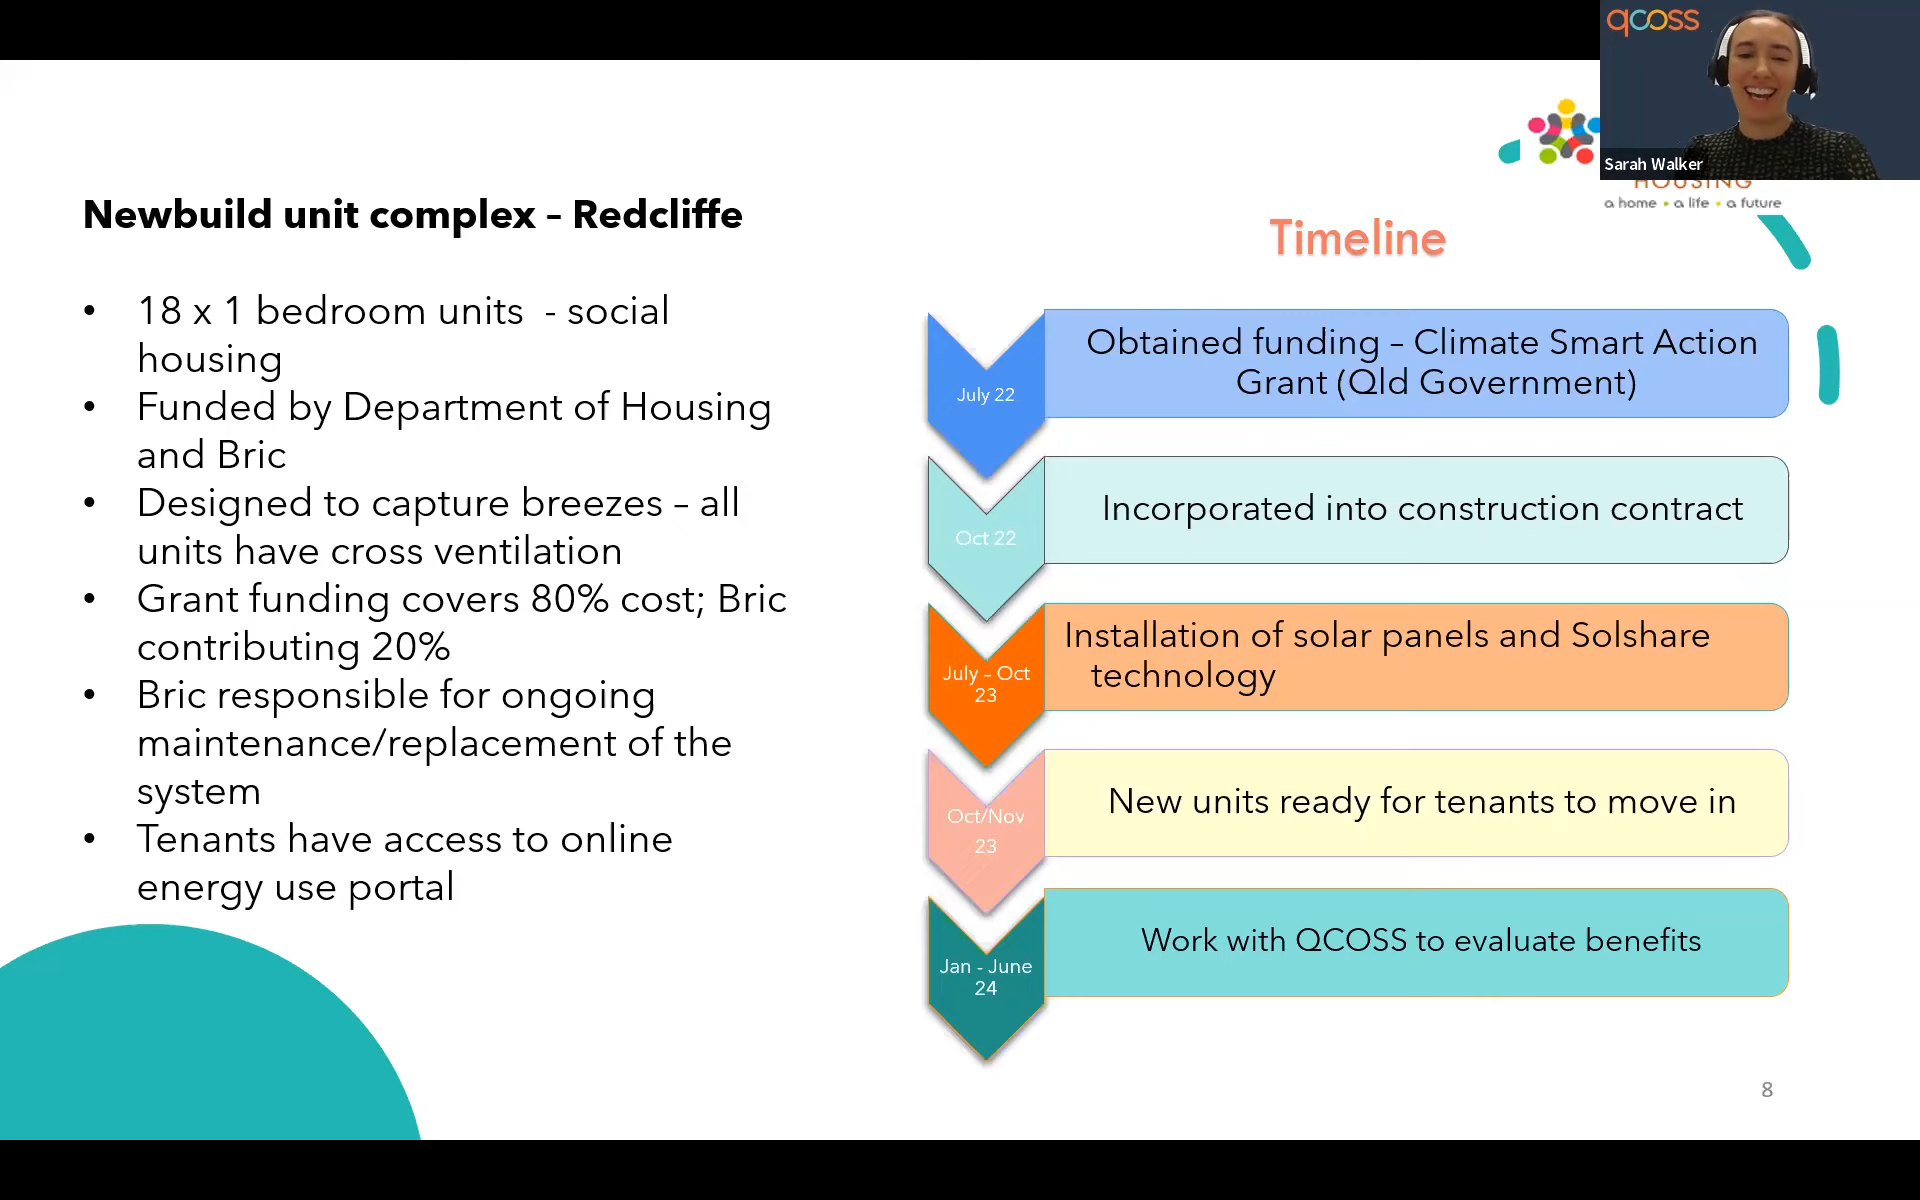 qcoss
Sarah Walker
HOUSING
a home • a life • a future
Newbuild unit complex – Redcliffe
• 18 x 1 bedroom units - social
housing
• Funded by Department of Housing
and Bric
• Designed to capture breezes – all
units have cross ventilation
• Grant funding covers 80% cost; Bric
contributing 20%
• Bric responsible for ongoing
maintenance/replacement of the
system
• Tenants have access to online
energy use portal
Timeline
July 22
Obtained funding – Climate Smart Action
Grant (Qld Government)
Oct 22
Incorporated into construction contract
July – Oct
23
Installation of solar panels and Solshare
technology
Oct/Nov
23
New units ready for tenants to move in
Jan - June
24
Work with QCOSS to evaluate benefits
8